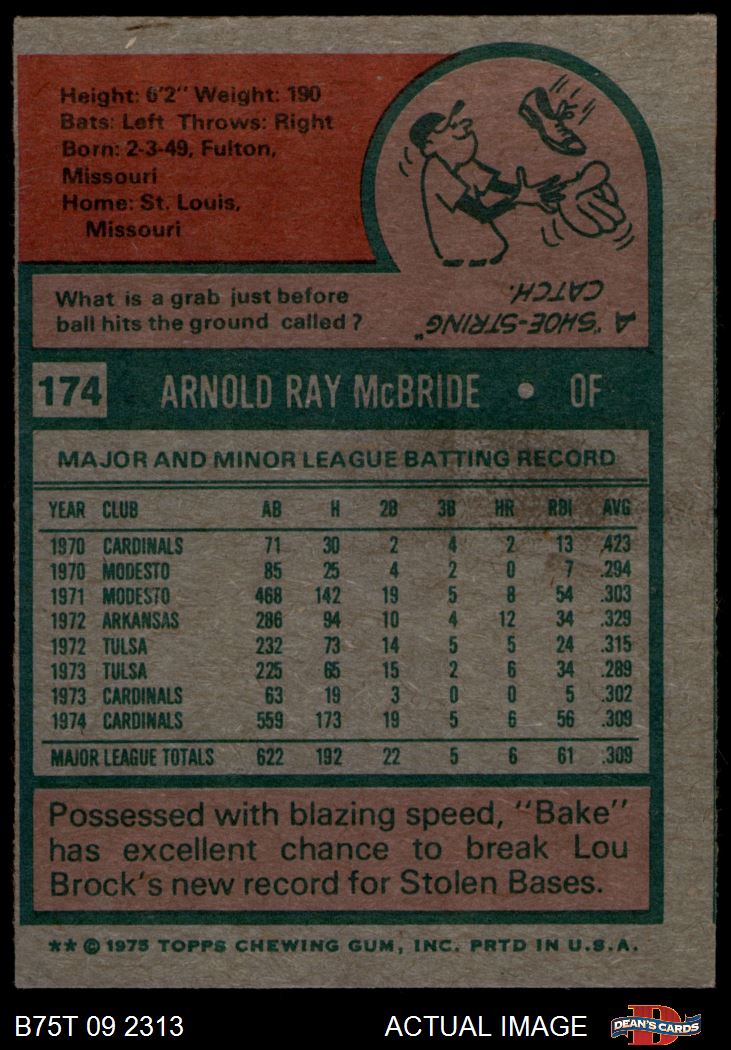 Height: 6'2" Weight: 190
Bats: Left Throws: Right
Born: 2-3-49, Fulton,
Missouri
Home: St. Louis,
Missouri
What is a grab just before
ball hits the ground called?
A "SHOE-STRING"
CATCH.
174 ARNOLD RAY McBRIDE • OF
MAJOR AND MINOR LEAGUE BATTING RECORD
YEAR CLUB AB H 2B 3B HR RBI AVG
1970 CARDINALS 71 30 2 4 2 13 .423
1970 MODESTO 85 25 4 2 0 7 .294
1971 MODESTO 468 142 19 5 8 54 .303
1972 ARKANSAS 286 94 10 4 12 34 .329
1972 TULSA 232 73 14 5 5 24 .315
1973 TULSA 225 65 15 2 6 34 .289
1973 CARDINALS 63 19 3 0 0 5 .302
1974 CARDINALS 559 173 19 5 6 56 .309
MAJOR LEAGUE TOTALS 622 192 22 5 6 61 .309
Possessed with blazing speed, "Bake"
has excellent chance to break Lou
Brock's new record for Stolen Bases.
** © 1975 TOPPS CHEWING GUM, INC. PRTD IN U.S.A.
B75T 09 2313 ACTUAL IMAGE D DEAN'S CARDS